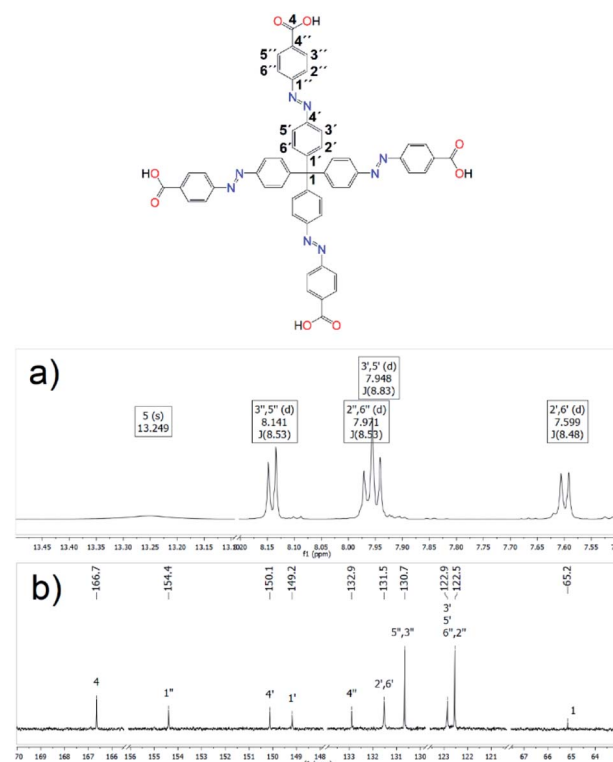 O 4 OH
4´´
5´´ 3´´
6´´ 2´´
1´´
N
N
4´
5´ 3´
6´ 2´
1´
1
HO O
N N
N N
O OH
N N
HO O
a)
5 (s)
13.249
3'',5'' (d)
8.141
J(8.53)
3',5' (d)
7.948
J(8.83)
2'',6'' (d)
7.971
J(8.53)
2',6' (d)
7.599
J(8.48)
13.45 13.40 13.35 13.30 13.25 13.20 13.15 8.15 8.10 8.05 8.00 7.95 7.90 7.85 7.80 7.75 7.70 7.65 7.60 7.55
f1 (ppm)
b)
166.7 154.4 150.1 149.2 132.9 131.5 130.7 122.9 122.5 65.2
4 1'' 4' 1' 4'' 2',6' 5'',3''
3'
5'
6'',2''
1
169 168 167 166 165 156 155 154 153 152 151 150 149 148 134 133 132 131 130 123 122 121 67 66 65 64